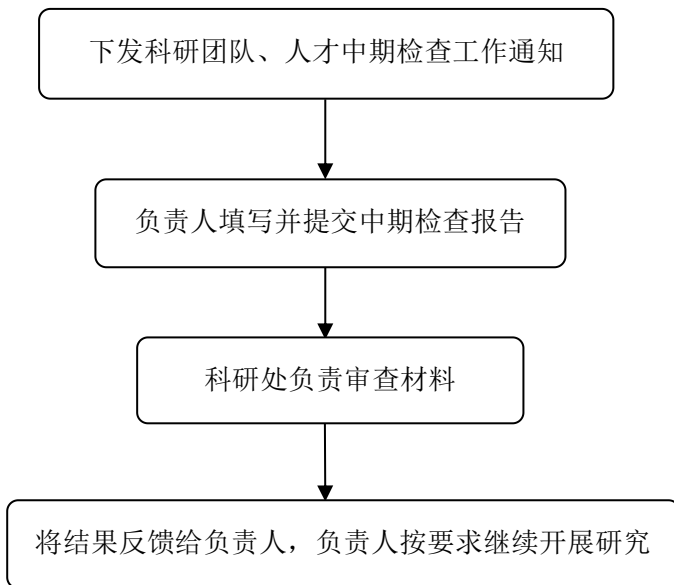 下发科研团队、人才中期检查工作通知
负责人填写并提交中期检查报告
科研处负责审查材料
将结果反馈给负责人，负责人按要求继续开展研究